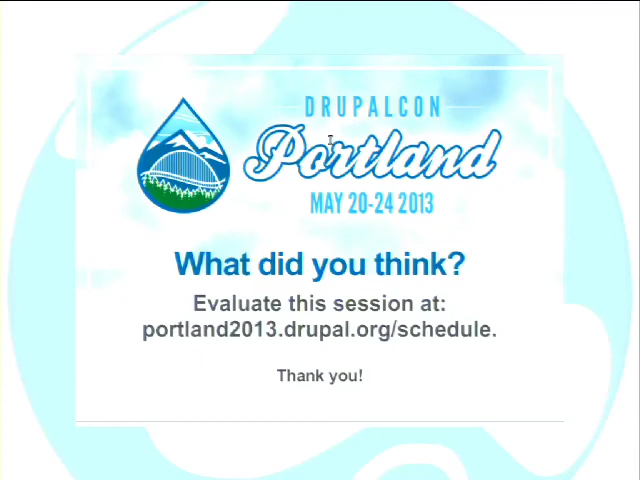 DRUPALCON
Portland
MAY 20-24 2013
What did you think?
Evaluate this session at:
portland2013.drupal.org/schedule.
Thank you!